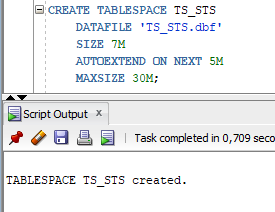 CREATE TABLESPACE TS_STS
DATAFILE 'TS_STS.dbf'
SIZE 7M
AUTOEXTEND ON NEXT 5M
MAXSIZE 30M;
Script Output x
Task completed in 0,709 seco
TABLESPACE TS_STS created.